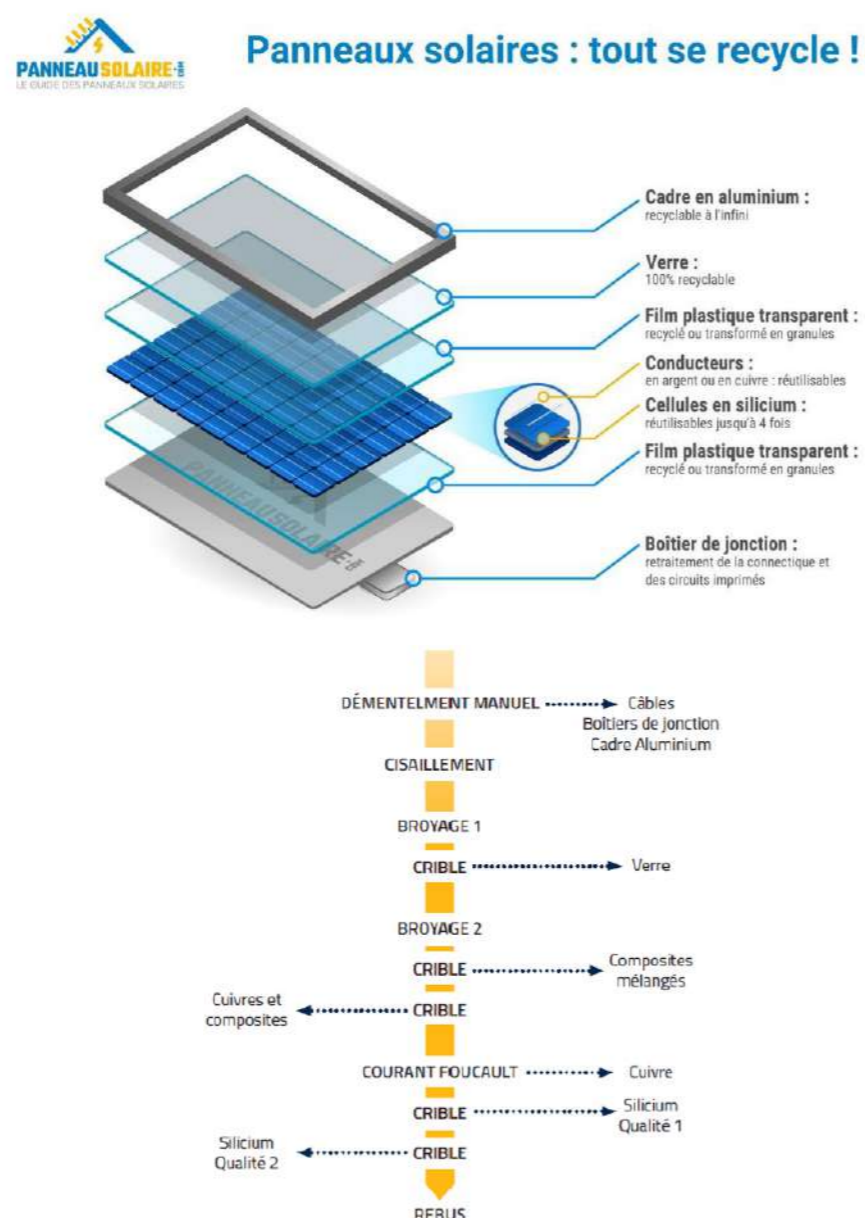 PANNEAUSOLAIRE.COM
LE GUIDE DES PANNEAUX SOLAIRES
Panneaux solaires : tout se recycle !
Cadre en aluminium :
recyclable à l'infini
Verre :
100% recyclable
Film plastique transparent :
recyclé ou transformé en granules
Conducteurs :
en argent ou en cuivre : réutilisables
Cellules en silicium :
réutilisables jusqu'à 4 fois
Film plastique transparent :
recyclé ou transformé en granules
PANNEAUSOLAIRE.COM
Boîtier de jonction :
retraitement de la connectique et
des circuits imprimés
DÉMENTELMENT MANUEL
Câbles
Boîtiers de jonction
Cadre Aluminium
CISAILLEMENT
BROYAGE 1
CRIBLE
Verre
BROYAGE 2
CRIBLE
Composites
mélangés
Cuivres et
composites
CRIBLE
COURANT FOUCAULT
Cuivre
CRIBLE
Silicium
Qualité 1
Silicium
Qualité 2
CRIBLE
REBUS